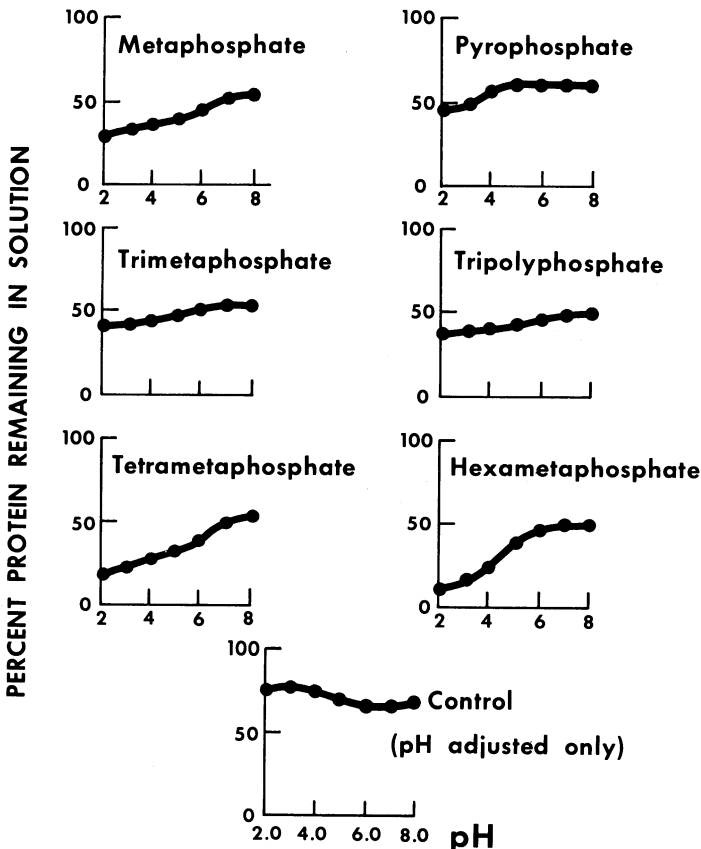 PERCENT PROTEIN REMAINING IN SOLUTION
Metaphosphate
100
50
0
2 4 6 8
Pyrophosphate
100
50
0
2 4 6 8
Trimetaphosphate
100
50
0
Tripolyphosphate
100
50
0
Tetrametaphosphate
100
50
0
2 4 6 8
Hexametaphosphate
100
50
0
2 4 6 8
100
50
0
Control
(pH adjusted only)
2.0 4.0 6.0 8.0 pH